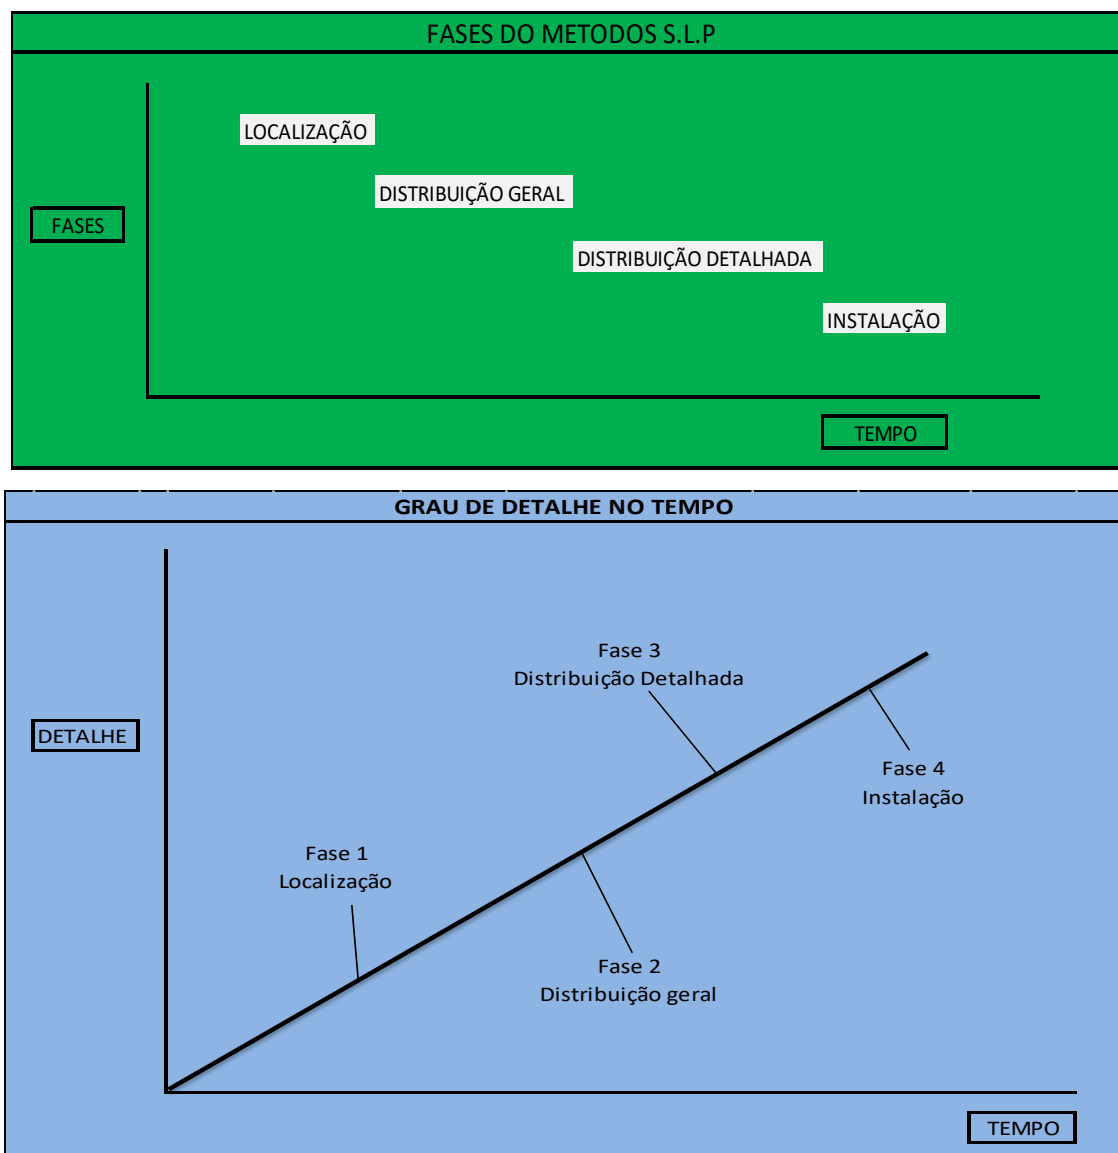 FASES DO METODOS S.L.P
LOCALIZAÇÃO
DISTRIBUIÇÃO GERAL
FASES
DISTRIBUIÇÃO DETALHADA
INSTALAÇÃO
TEMPO
GRAU DE DETALHE NO TEMPO
Fase 3
Distribuição Detalhada
DETALHE
Fase 4
Instalação
Fase 1
Localização
Fase 2
Distribuição geral
TEMPO